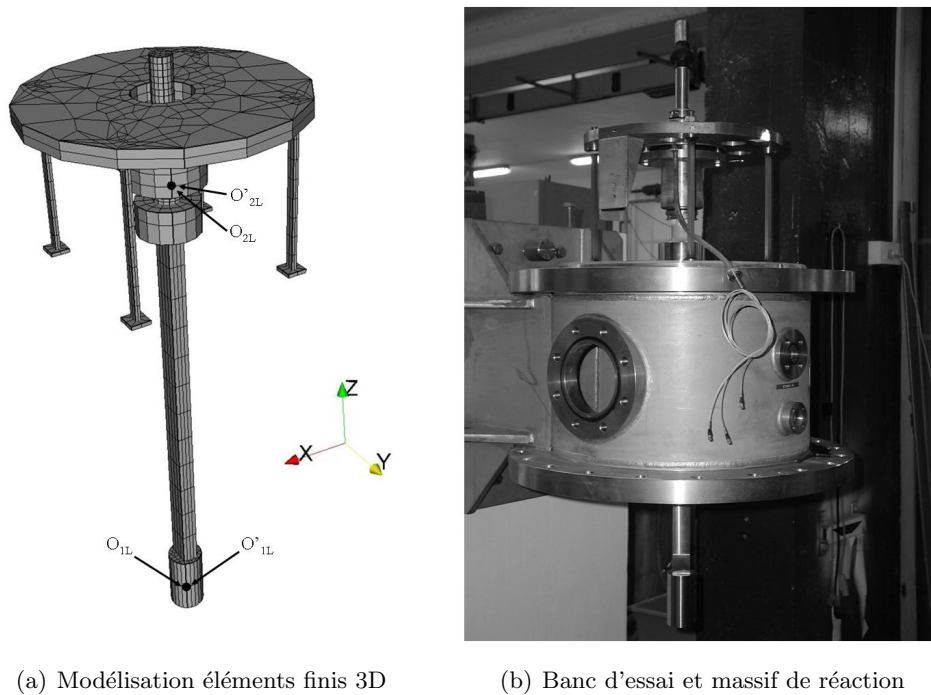 O'2L
O2L
Z
X
Y
O1L
O'1L
(a) Modélisation éléments finis 3D
(b) Banc d'essai et massif de réaction